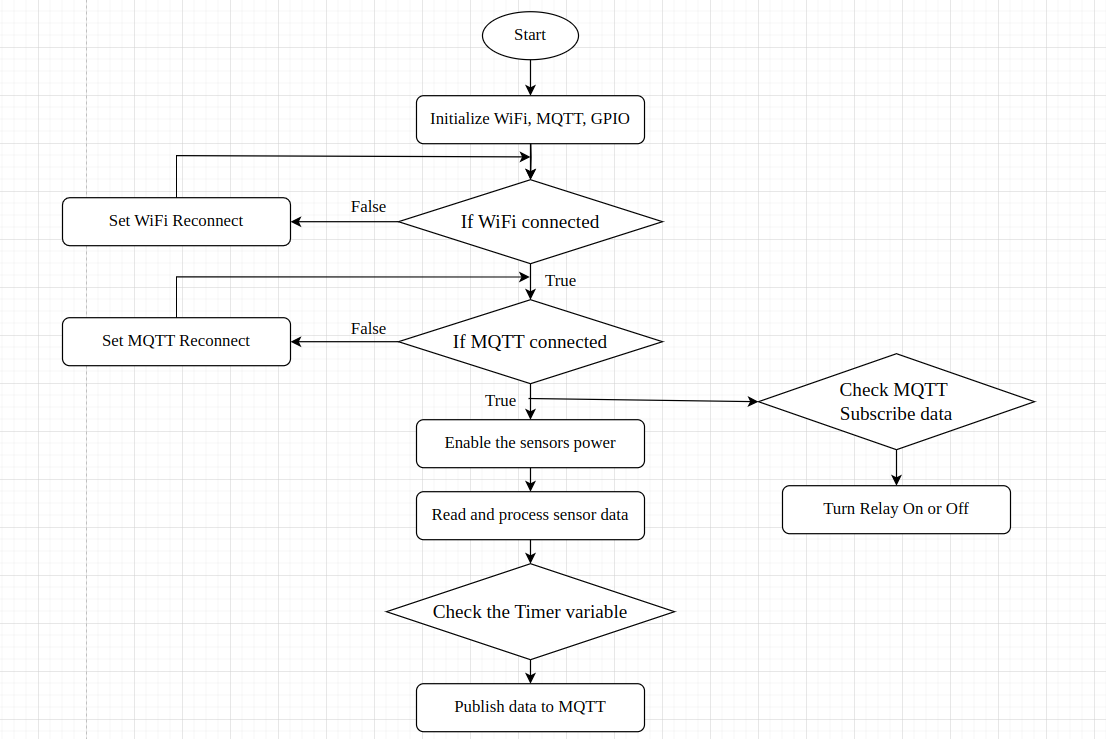 Start
Initialize WiFi, MQTT, GPIO
Set WiFi Reconnect
False
If WiFi connected
True
Set MQTT Reconnect
False
If MQTT connected
True
Check MQTT
Subscribe data
Enable the sensors power
Turn Relay On or Off
Read and process sensor data
Check the Timer variable
Publish data to MQTT